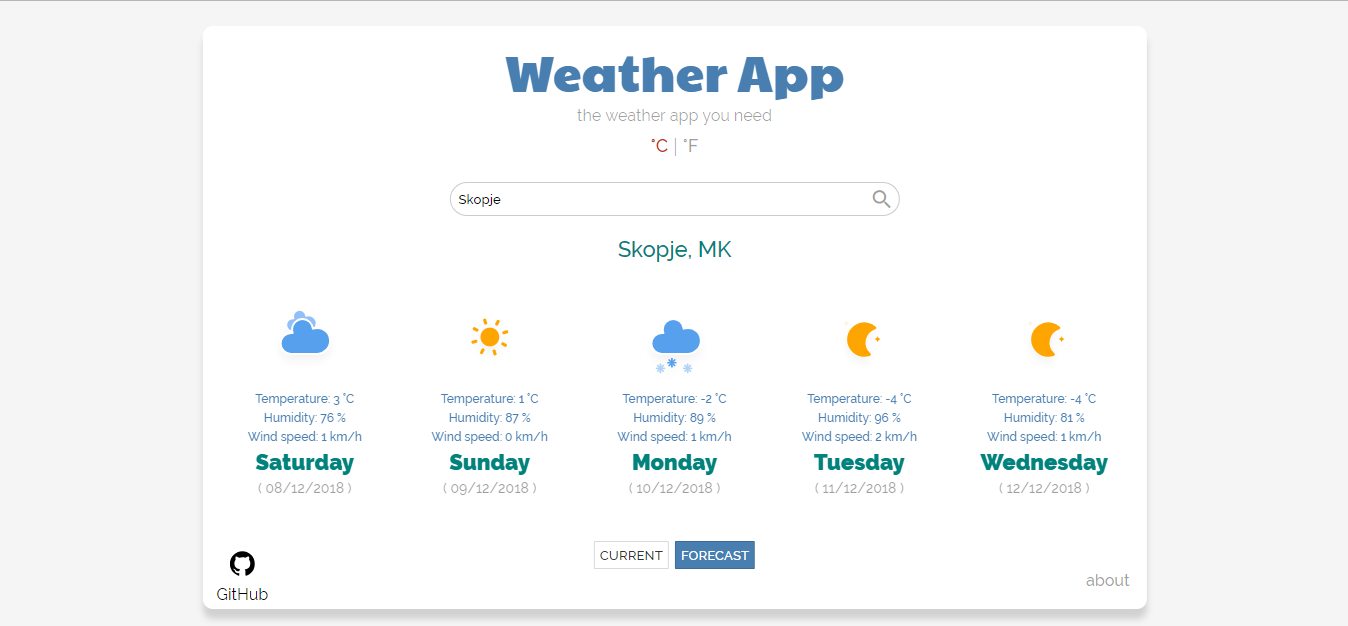 Weather App
the weather app you need
°C | °F
Skopje
Skopje, MK
Temperature: 3 °C
Humidity: 76 %
Wind speed: 1 km/h
Saturday
( 08/12/2018 )
Temperature: 1 °C
Humidity: 87 %
Wind speed: 0 km/h
Sunday
( 09/12/2018 )
Temperature: -2 °C
Humidity: 89 %
Wind speed: 1 km/h
Monday
( 10/12/2018 )
Temperature: -4 °C
Humidity: 96 %
Wind speed: 2 km/h
Tuesday
( 11/12/2018 )
Temperature: -4 °C
Humidity: 81 %
Wind speed: 1 km/h
Wednesday
( 12/12/2018 )
CURRENT
FORECAST
GitHub
about